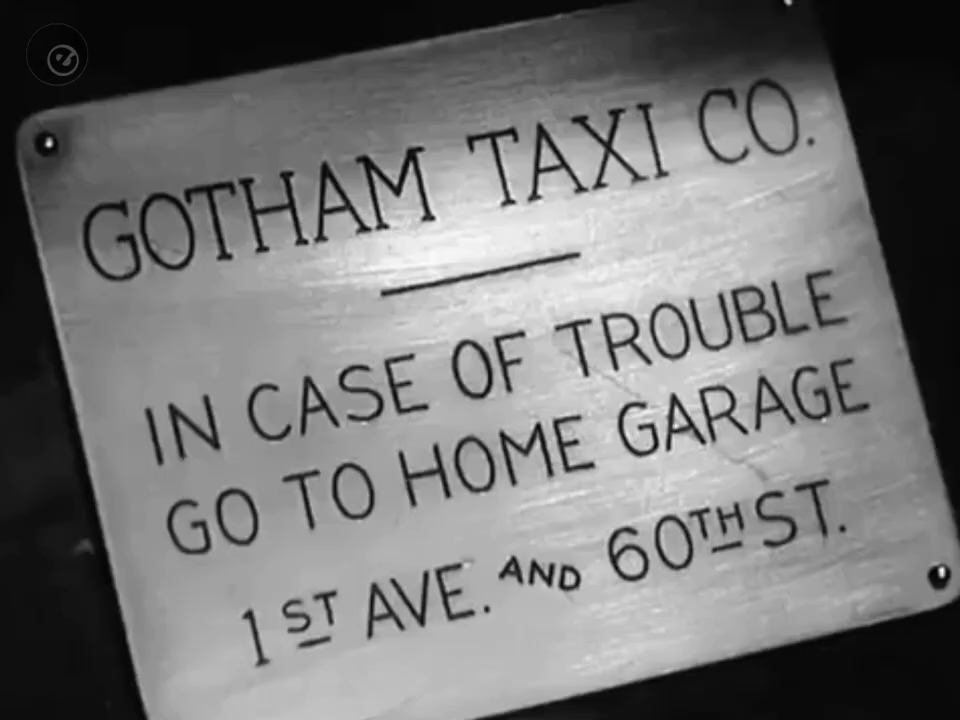 GOTHAM TAXI CO.
IN CASE OF TROUBLE
GO TO HOME GARAGE
1ST AVE. AND 60TH ST.